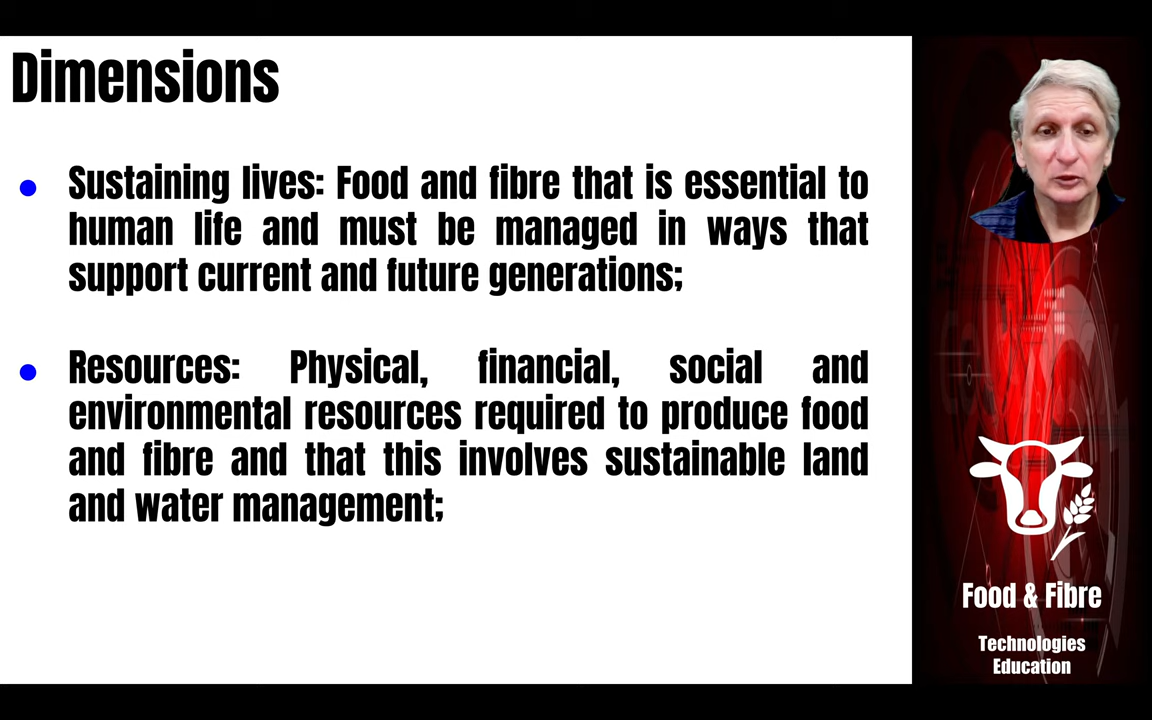 Dimensions
Sustaining lives: Food and fibre that is essential to
human life and must be managed in ways that
support current and future generations;
Resources: Physical, financial, social and
environmental resources required to produce food
and fibre and that this involves sustainable land
and water management;
Food & Fibre
Technologies
Education